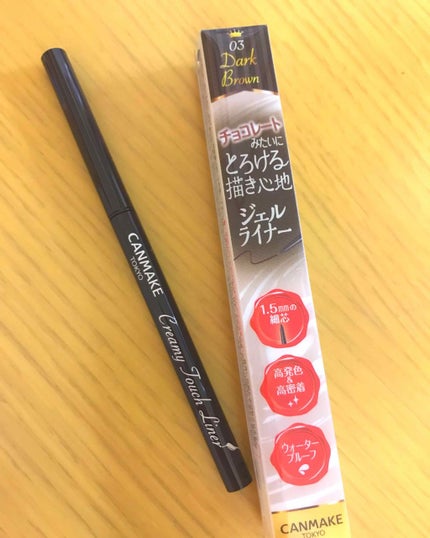 CANMAKE
TOKYO
Creamy Touch Liner
03
Dark
Brown
チョコレート
みたいに
とろける
描き心地
ジェル
ライナー
1.5mmの
細芯
高発色
&
高密着
ウォーター
プルーフ
CANMAKE
TOKYO